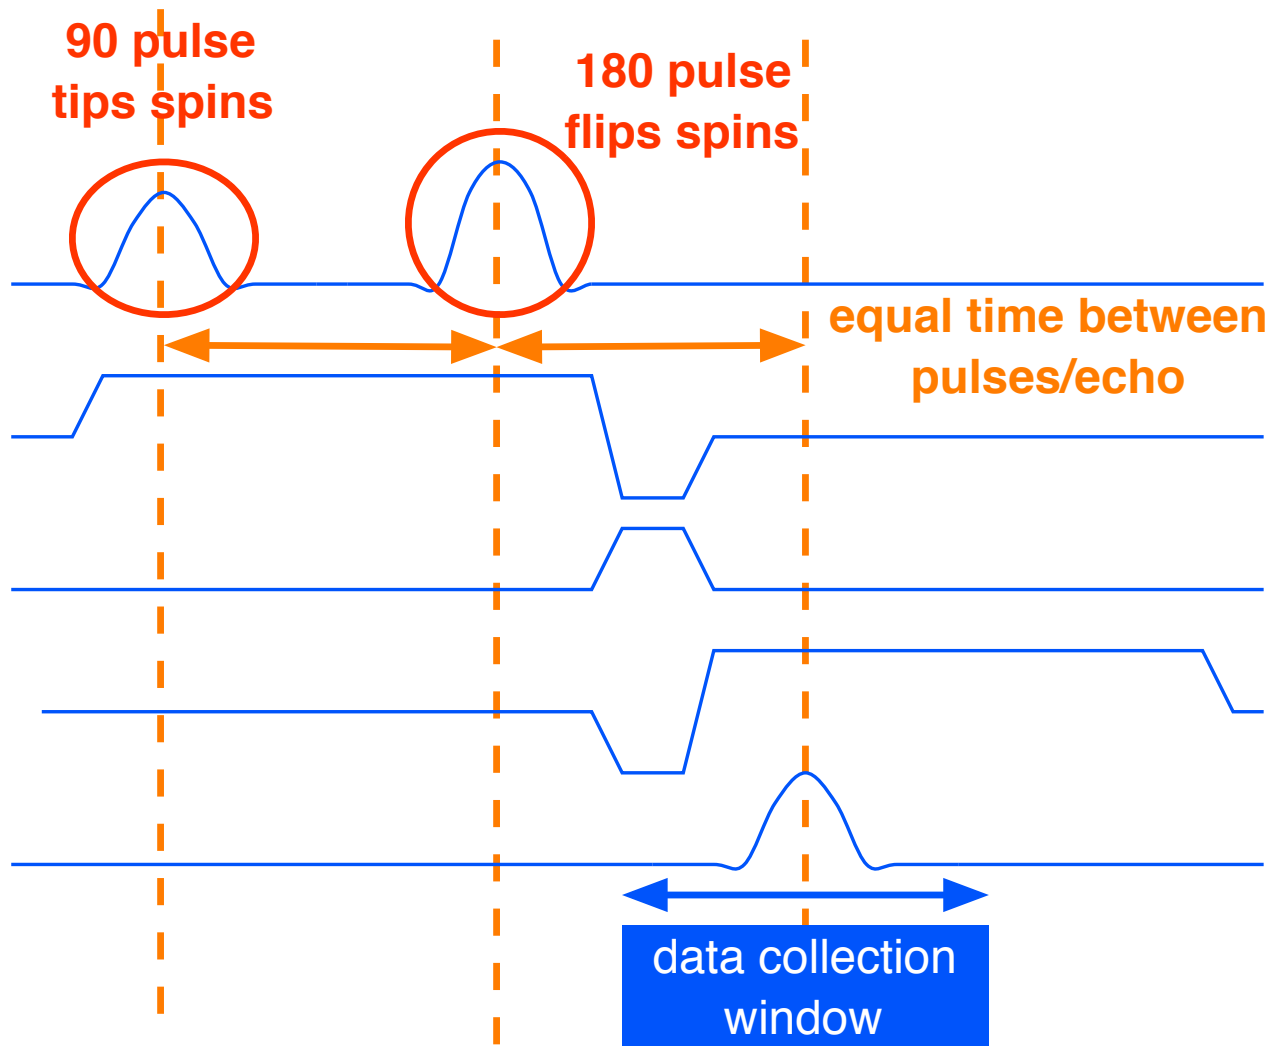 90 pulse
tips spins
180 pulse
flips spins
equal time between
pulses/echo
data collection
window